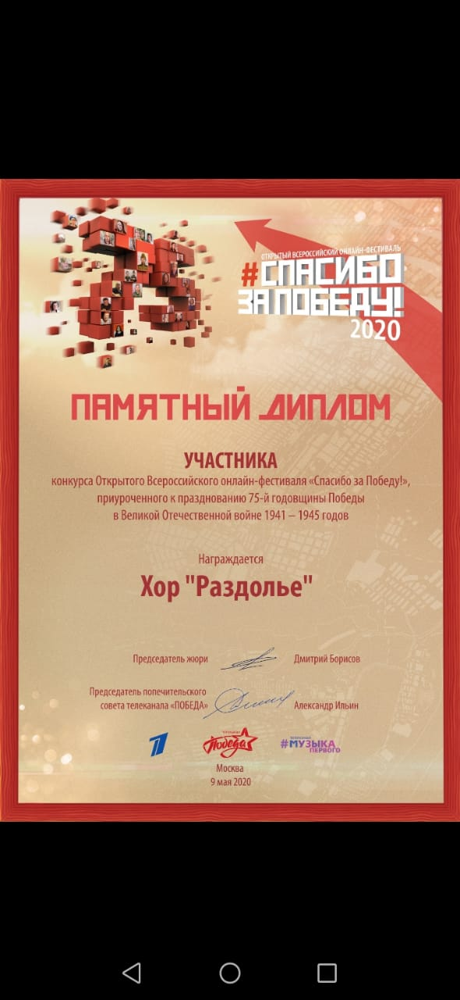 ОТКРЫТЫЙ ВСЕРОССИЙСКИЙ ОНЛАЙН-ФЕСТИВАЛЬ
#СПАСИБО
ЗА ПОБЕДУ!
2020
ПАМЯТНЫЙ ДИПЛОМ
УЧАСТНИКА
конкурса Открытого Всероссийского онлайн-фестиваля «Спасибо за Победу!»,
приуроченного к празднованию 75-й годовщины Победы
в Великой Отечественной войне 1941 – 1945 годов
Награждается
Хор "Раздолье"
Председатель жюри Дмитрий Борисов
Председатель попечительского
совета телеканала «ПОБЕДА» Александр Ильин
1 Победа #МУЗЫКА
ПЕРВОГО
Москва
9 мая 2020